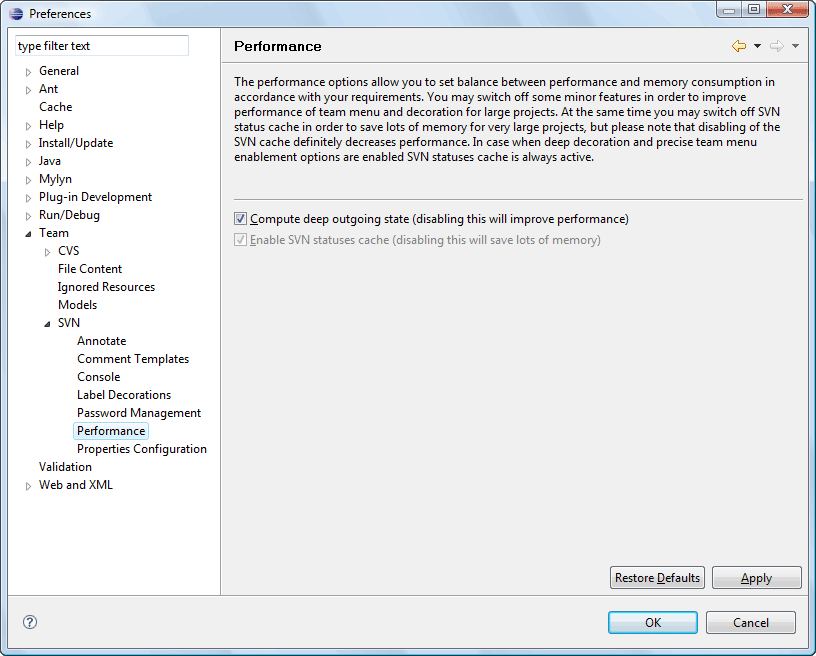 Preferences
type filter text
General
Ant
Cache
Help
Install/Update
Java
Mylyn
Plug-in Development
Run/Debug
Team
CVS
File Content
Ignored Resources
Models
SVN
Annotate
Comment Templates
Console
Label Decorations
Password Management
Performance
Properties Configuration
Validation
Web and XML
Performance
The performance options allow you to set balance between performance and memory consumption in
accordance with your requirements. You may switch off some minor features in order to improve
performance of team menu and decoration for large projects. At the same time you may switch off SVN
status cache in order to save lots of memory for very large projects, but please note that disabling of the
SVN cache definitely decreases performance. In case when deep decoration and precise team menu
enablement options are enabled SVN statuses cache is always active.
Compute deep outgoing state (disabling this will improve performance)
Enable SVN statuses cache (disabling this will save lots of memory)
Restore Defaults
Apply
OK
Cancel